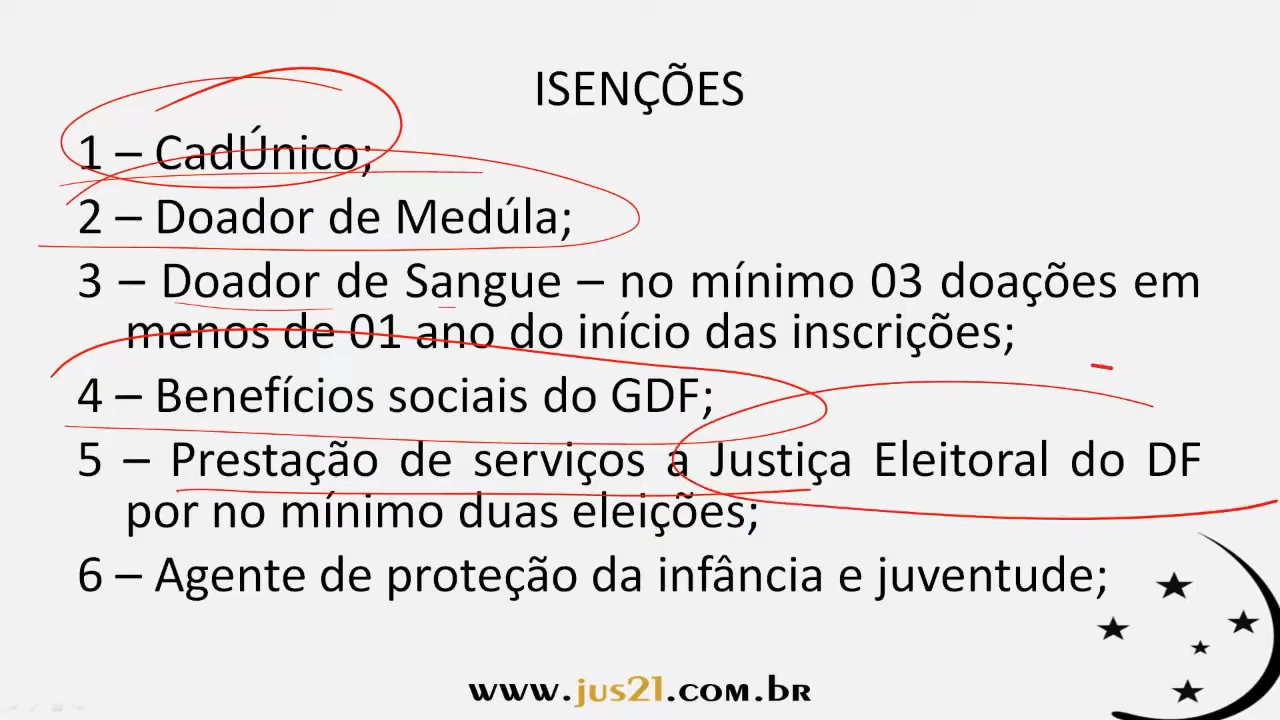 ISENÇÕES
1 – CadÚnico;
2 – Doador de Medúla;
3 – Doador de Sangue – no mínimo 03 doações em
menos de 01 ano do início das inscrições;
4 – Benefícios sociais do GDF;
5 – Prestação de serviços a Justiça Eleitoral do DF
por no mínimo duas eleições;
6 – Agente de proteção da infância e juventude;
www.jus21.com.br